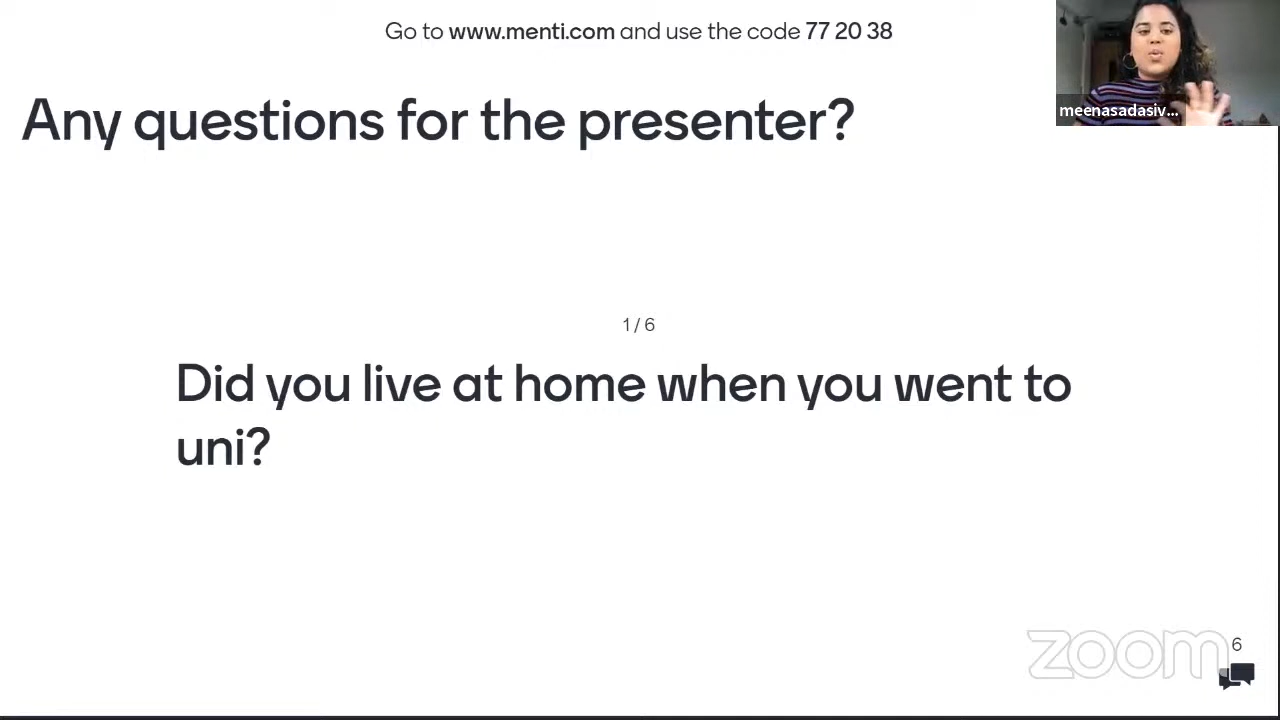 Go to www.menti.com and use the code 77 20 38
meenasadasiv...
Any questions for the presenter?
1 / 6
Did you live at home when you went to
uni?
zoom
6